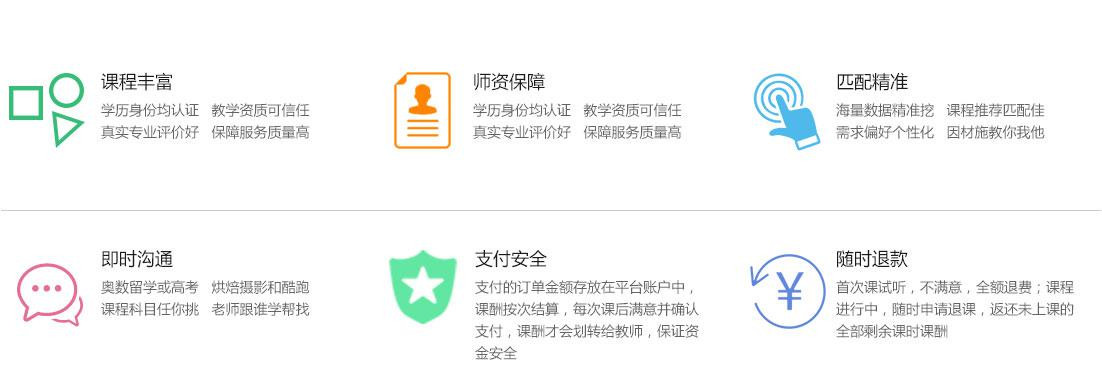 课程丰富
学历身份均认证 教学资质可信任
真实专业评价好 保障服务质量高
师资保障
学历身份均认证 教学资质可信任
真实专业评价好 保障服务质量高
匹配精准
海量数据精准挖 课程推荐匹配佳
需求偏好个性化 因材施教你我他
即时沟通
奥数留学或高考 烘焙摄影和酷跑
课程科目任你挑 老师跟谁学帮找
支付安全
支付的订单金额存放在平台账户中，
课酬按次结算，每次课后满意并确认
支付，课酬才会划转给教师，保证资
金安全
¥
随时退款
首次课试听，不满意，全额退费；课程
进行中，随时申请退课，返还未上课的
全部剩余课时课酬